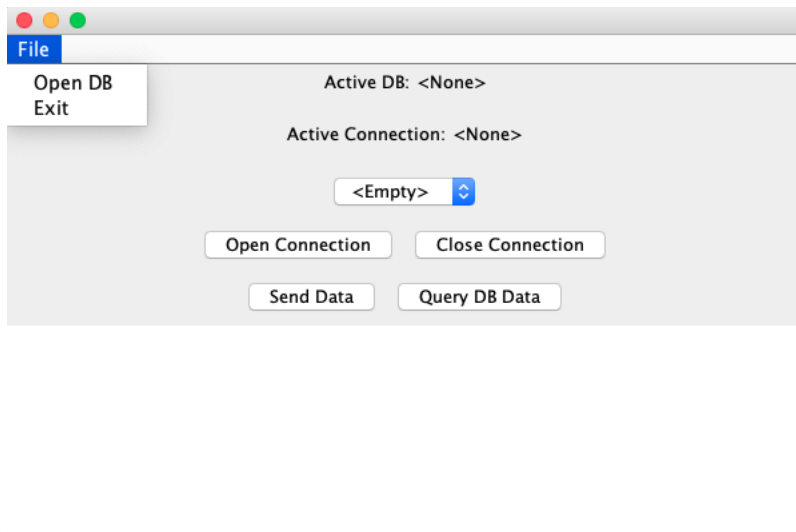 File
Open DB
Exit
Active DB: <None>
Active Connection: <None>
<Empty>
Open Connection Close Connection
Send Data Query DB Data